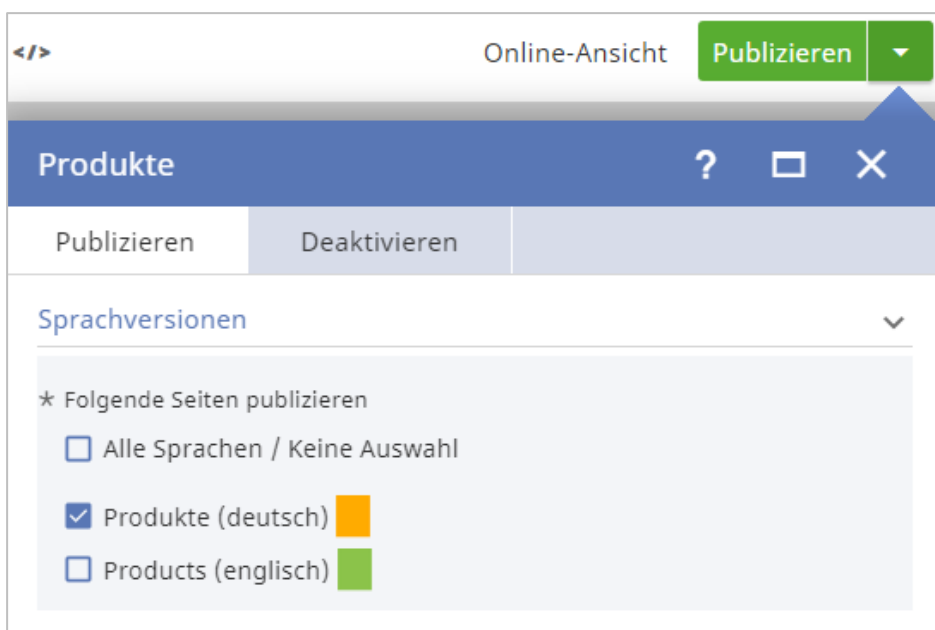 </>
Online-Ansicht Publizieren
Produkte ?
Publizieren Deaktivieren
Sprachversionen
* Folgende Seiten publizieren
Alle Sprachen / Keine Auswahl
Produkte (deutsch)
Products (englisch)